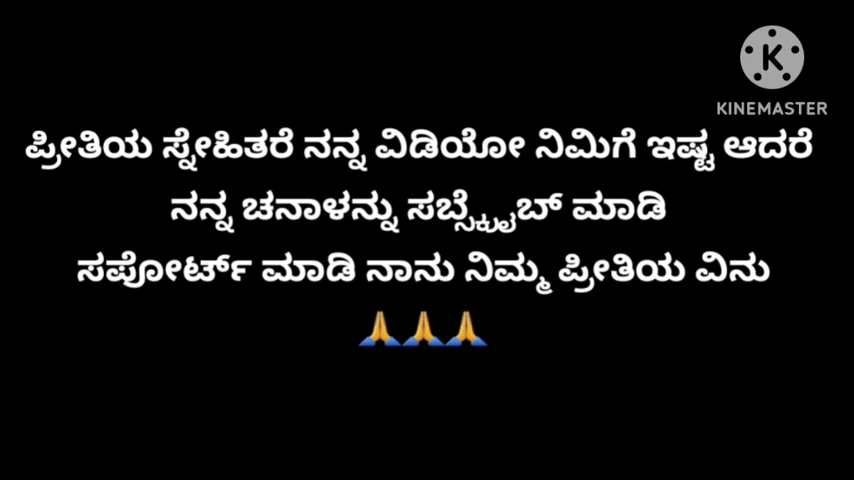 KINEMASTER
ಪ್ರೀತಿಯ ಸ್ನೇಹಿತರೆ ನನ್ನ ವಿಡಿಯೋ ನಿಮಿಗೆ ಇಷ್ಟ ಆದರೆ
ನನ್ನ ಚನಾಳನ್ನು ಸಬ್ಸ್ಕ್ರೈಬ್ ಮಾಡಿ
ಸಪೋರ್ಟ್ ಮಾಡಿ ನಾನು ನಿಮ್ಮ ಪ್ರೀತಿಯ ವಿನು
🙏🙏🙏